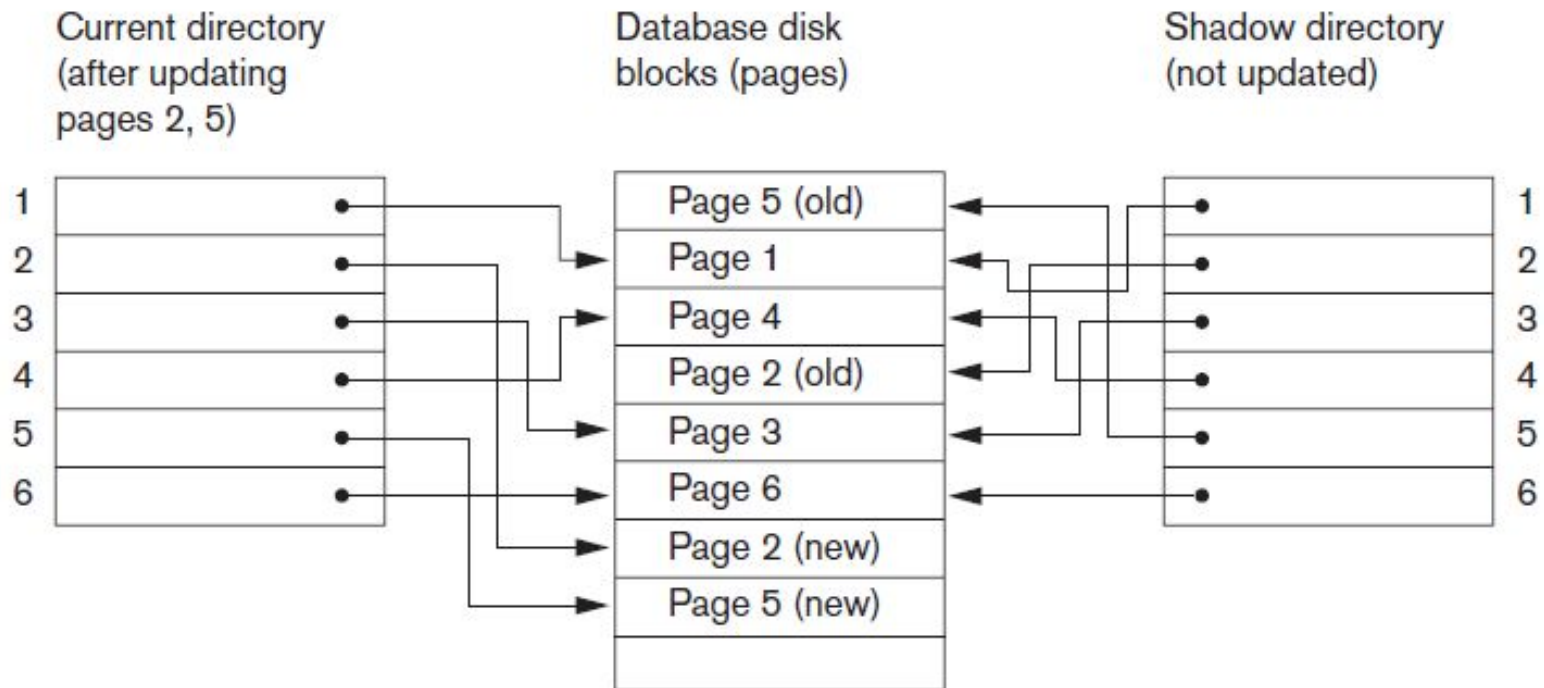 Current directory
(after updating
pages 2, 5)
Database disk
blocks (pages)
Shadow directory
(not updated)
1
2
3
4
5
6
Page 5 (old)
Page 1
Page 4
Page 2 (old)
Page 3
Page 6
Page 2 (new)
Page 5 (new)
1
2
3
4
5
6